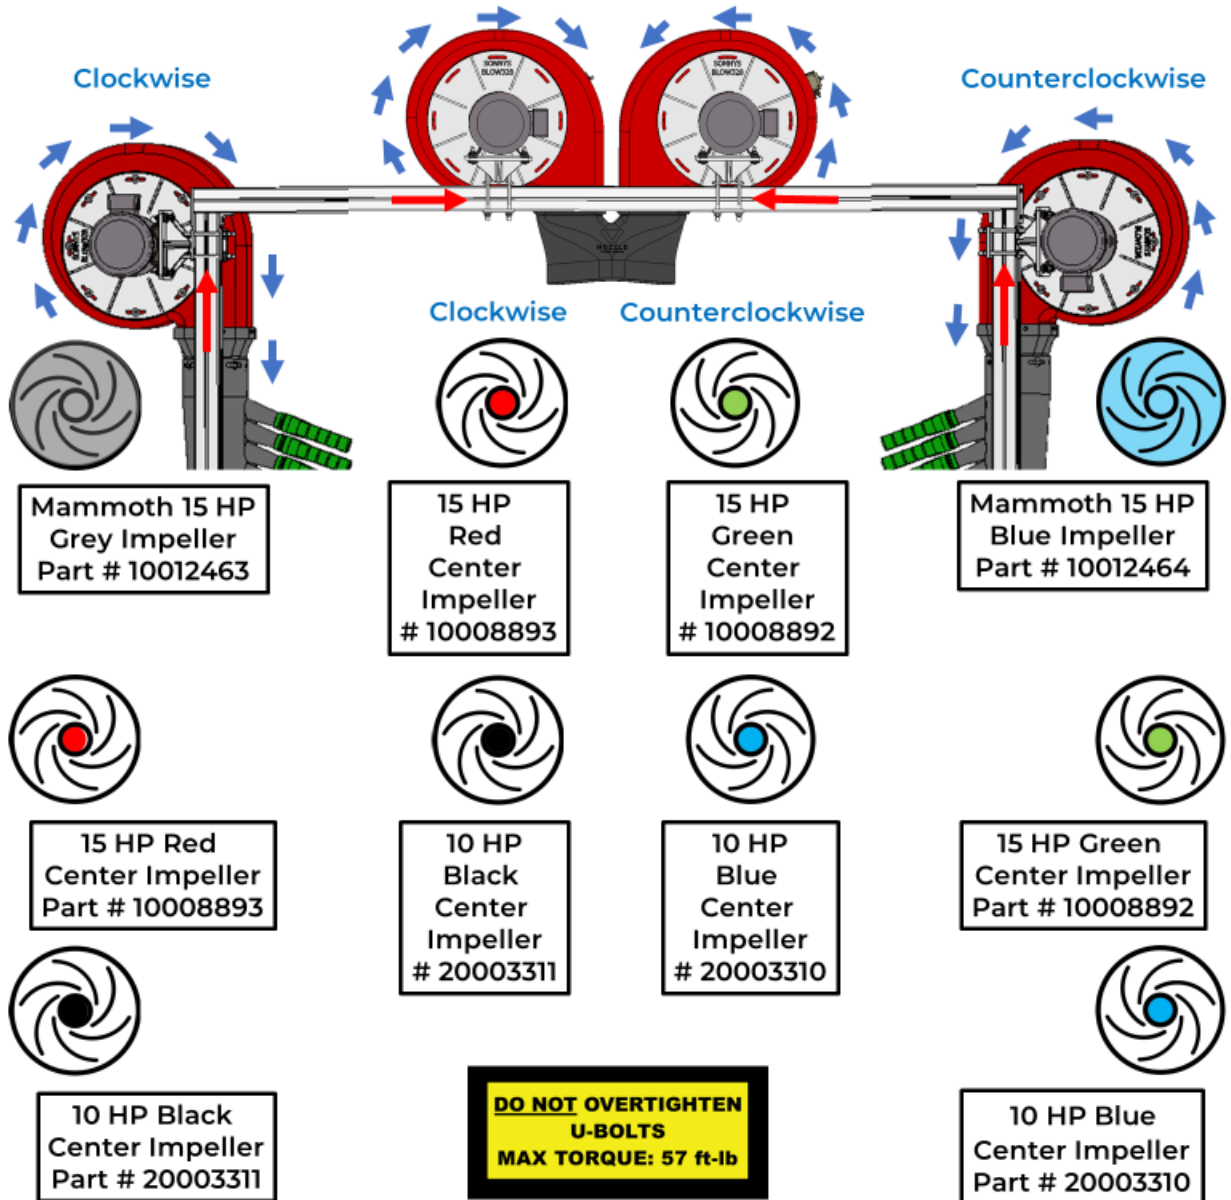 Clockwise
Counterclockwise
SONNYS
BLOW328
SONNYS
BLOW328
Clockwise
Counterclockwise
Mammoth 15 HP
Grey Impeller
Part # 10012463
15 HP
Red
Center
Impeller
# 10008893
15 HP
Green
Center
Impeller
# 10008892
Mammoth 15 HP
Blue Impeller
Part # 10012464
15 HP Red
Center Impeller
Part # 10008893
10 HP
Black
Center
Impeller
# 20003311
10 HP
Blue
Center
Impeller
# 20003310
15 HP Green
Center Impeller
Part # 10008892
10 HP Black
Center Impeller
Part # 20003311
DO NOT OVERTIGHTEN
U-BOLTS
MAX TORQUE: 57 ft-lb
10 HP Blue
Center Impeller
Part # 20003310